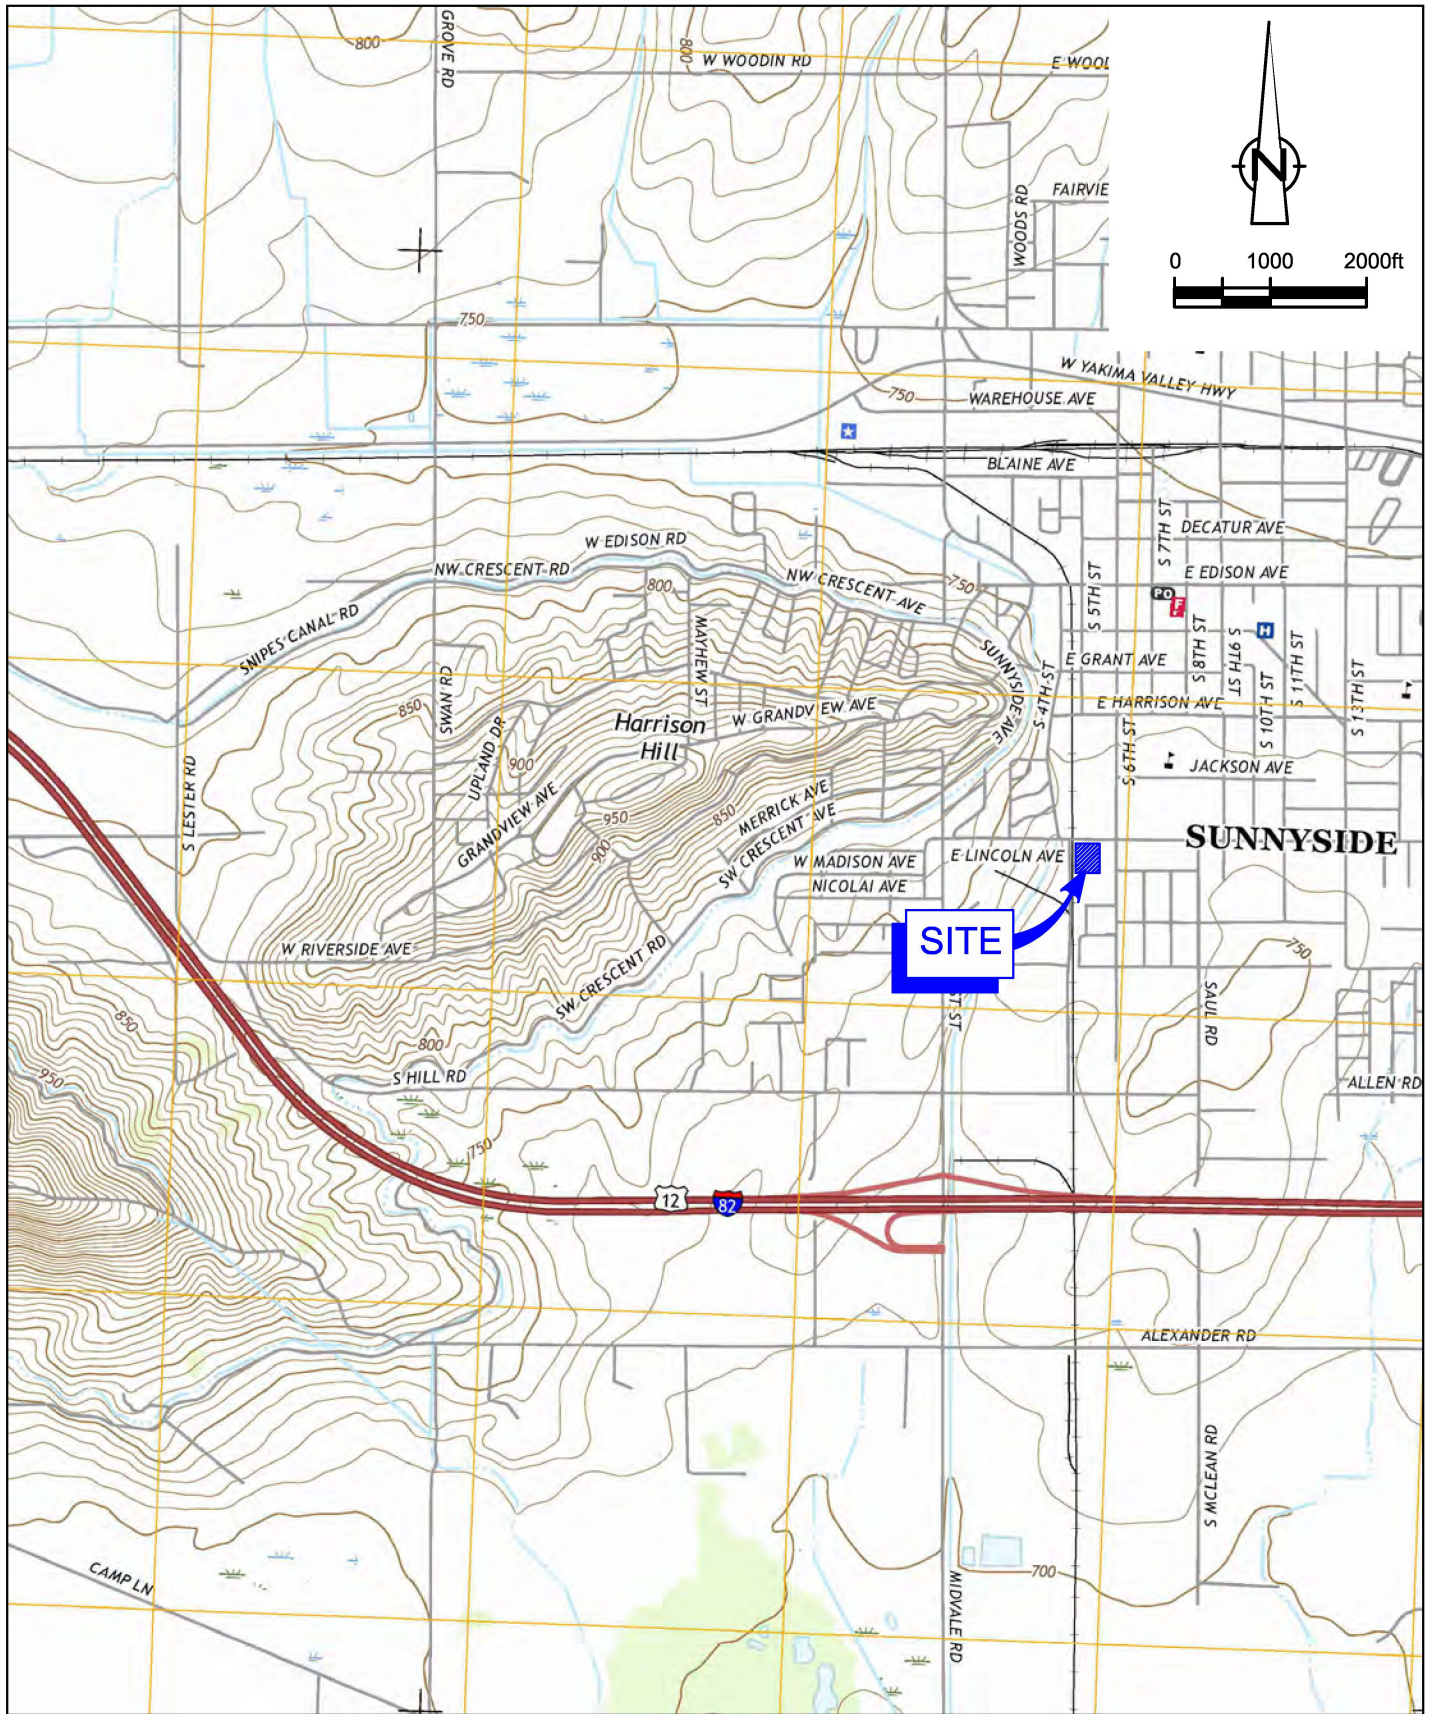 800
GROVE RD
800
W WOODIN RD
E WOOD
N
0 1000 2000ft
WOODS RD
FAIRVIE
750
W YAKIMA VALLEY HWY
750
WAREHOUSE AVE
BLAINE AVE
S 7TH ST
DECATUR AVE
W EDISON RD
NW CRESCENT RD
NW CRESCENT AVE
750
800
S 5TH ST
E EDISON AVE
PO
F
H
SNIPES CANAL RD
MAYHEW ST
SUNNYSIDE AVE
S 4TH ST
E GRANT AVE
S 8TH ST
S 9TH ST
S 10TH ST
S 11TH ST
S 13TH ST
SWAN RD
850
UPLAND DR
Harrison
Hill
W GRANDVIEW AVE
E HARRISON AVE
S 6TH ST
JACKSON AVE
900
S LESTER RD
GRANDVIEW AVE
950
900
850
MERRICK AVE
SW CRESCENT AVE
SUNNYSIDE
W MADISON AVE
E LINCOLN AVE
NICOLAI AVE
SITE
W RIVERSIDE AVE
SW CRESCENT RD
750
ST ST
SAUL RD
850
800
950
S HILL RD
ALLEN RD
750
12
82
ALEXANDER RD
S MCLEAN RD
CAMP LN
700
MIDVALE RD